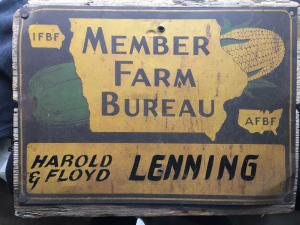 IFBF
MEMBER
FARM
BUREAU
AFBF
HAROLD
& FLOYD
LENNING